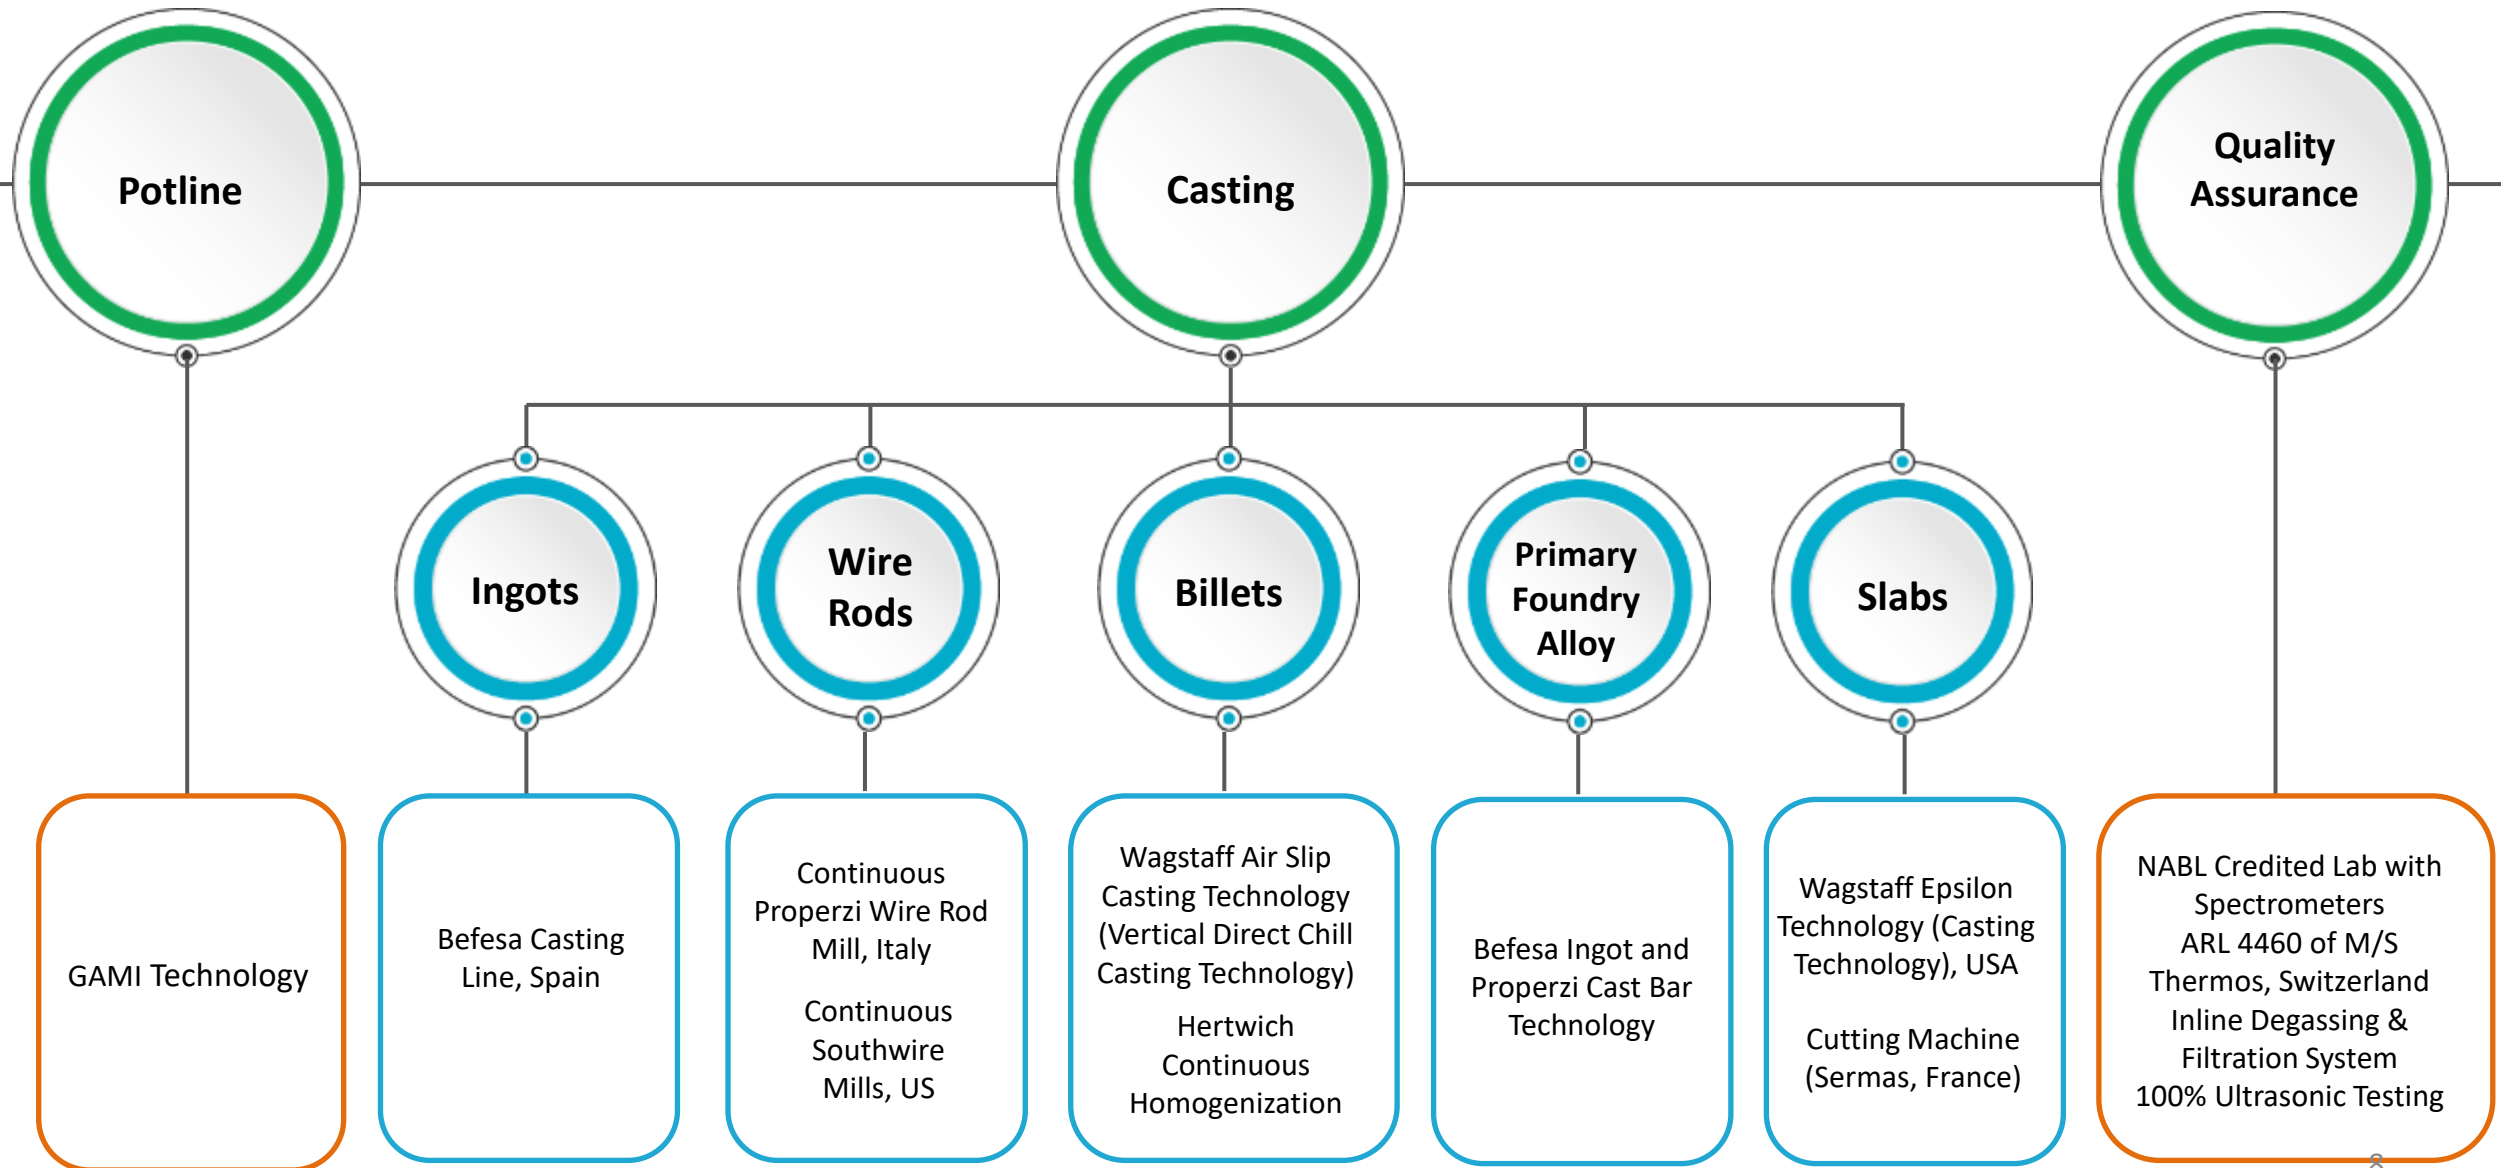 Potline
Casting
Quality
Assurance
Ingots
Wire
Rods
Billets
Primary
Foundry
Alloy
Slabs
GAMI Technology
Befesa Casting
Line, Spain
Continuous
Properzi Wire Rod
Mill, Italy
Continuous
Southwire
Mills, US
Wagstaff Air Slip
Casting Technology
(Vertical Direct Chill
Casting Technology)
Hertwich
Continuous
Homogenization
Befesa Ingot and
Properzi Cast Bar
Technology
Wagstaff Epsilon
Technology (Casting
Technology), USA
Cutting Machine
(Sermas, France)
NABL Credited Lab with
Spectrometers
ARL 4460 of M/S
Thermos, Switzerland
Inline Degassing &
Filtration System
100% Ultrasonic Testing